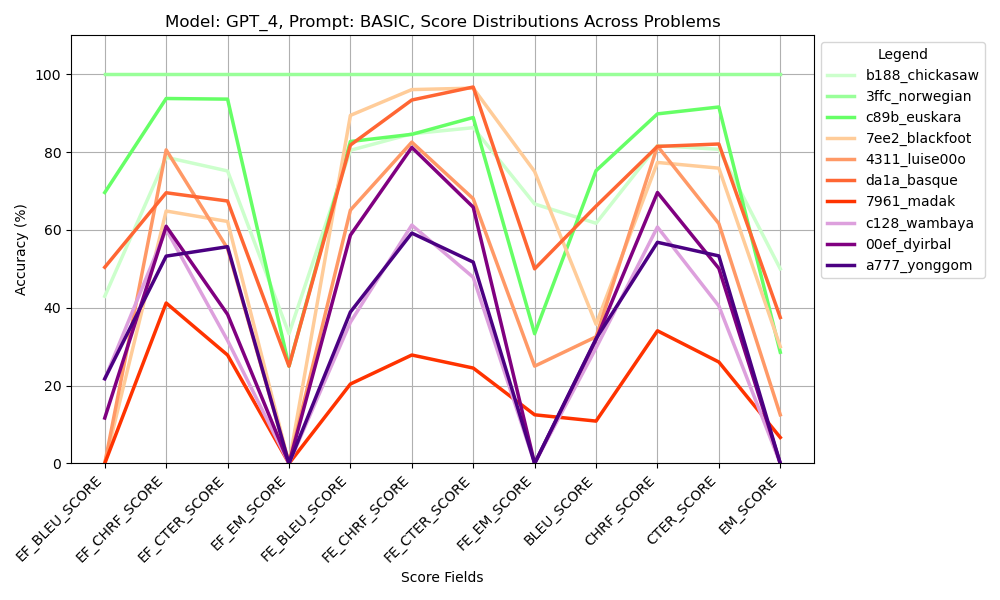 Model: GPT_4, Prompt: BASIC, Score Distributions Across Problems
Accuracy (%)
100
80
60
40
20
0
EF_BLEU_SCORE
EF_CHRF_SCORE
EF_CTER_SCORE
EF_EM_SCORE
FE_BLEU_SCORE
FE_CHRF_SCORE
FE_CTER_SCORE
FE_EM_SCORE
BLEU_SCORE
CHRF_SCORE
CTER_SCORE
EM_SCORE
Score Fields
Legend
b188_chickasaw
3ffc_norwegian
c89b_euskara
7ee2_blackfoot
4311_luise00o
da1a_basque
7961_madak
c128_wambaya
00ef_dyirbal
a777_yonggom